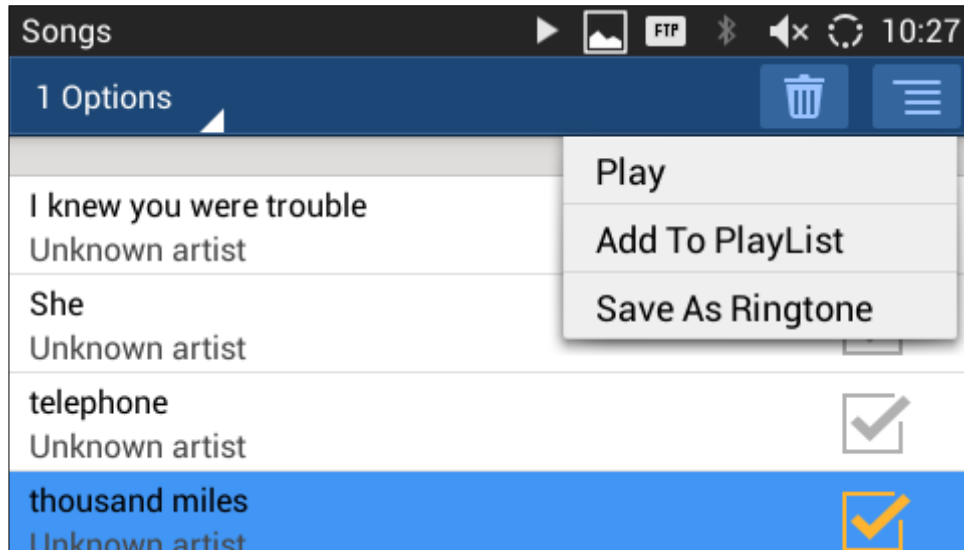 Songs
FTP
10:27
1 Options
Play
Add To PlayList
Save As Ringtone
I knew you were trouble
Unknown artist
She
Unknown artist
telephone
Unknown artist
thousand miles
Unknown artist